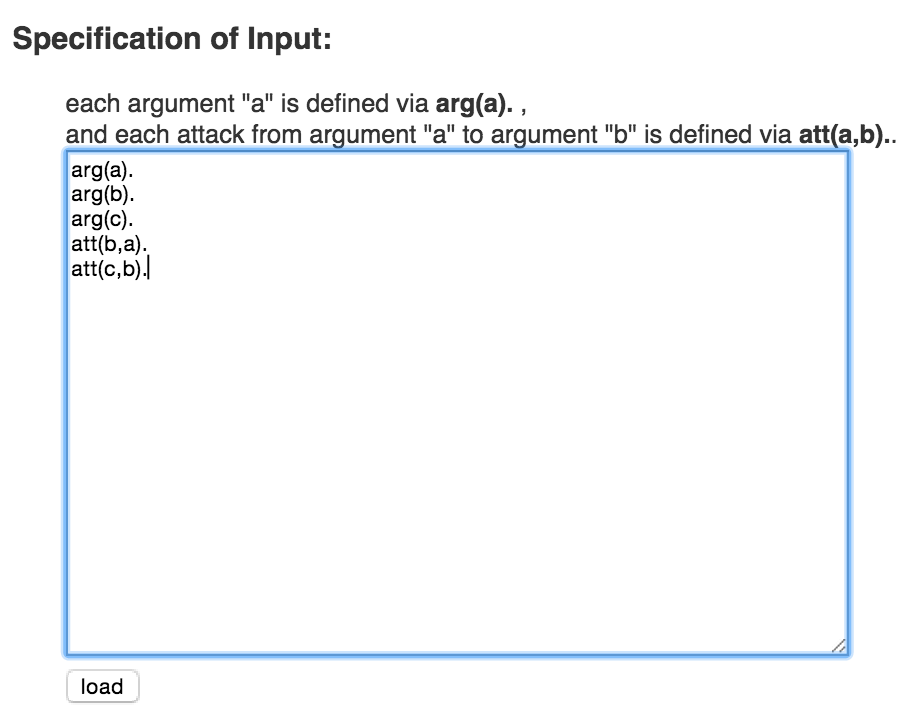 Specification of Input:
each argument "a" is defined via arg(a). ,
and each attack from argument "a" to argument "b" is defined via att(a,b)..
arg(a).
arg(b).
arg(c).
att(b,a).
att(c,b).
load